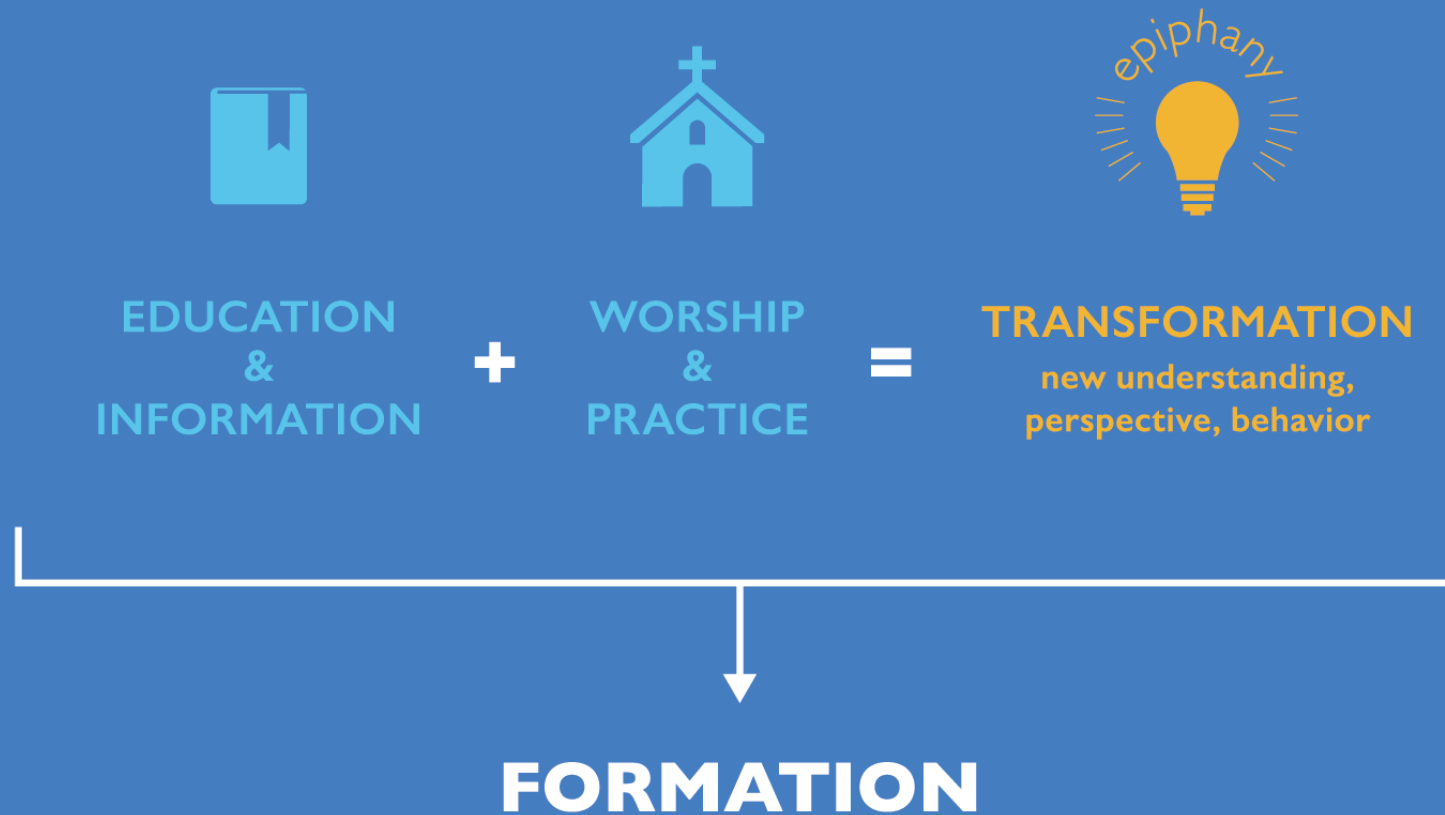 epiphany
EDUCATION
&
INFORMATION
+
WORSHIP
&
PRACTICE
=
TRANSFORMATION
new understanding,
perspective, behavior
FORMATION